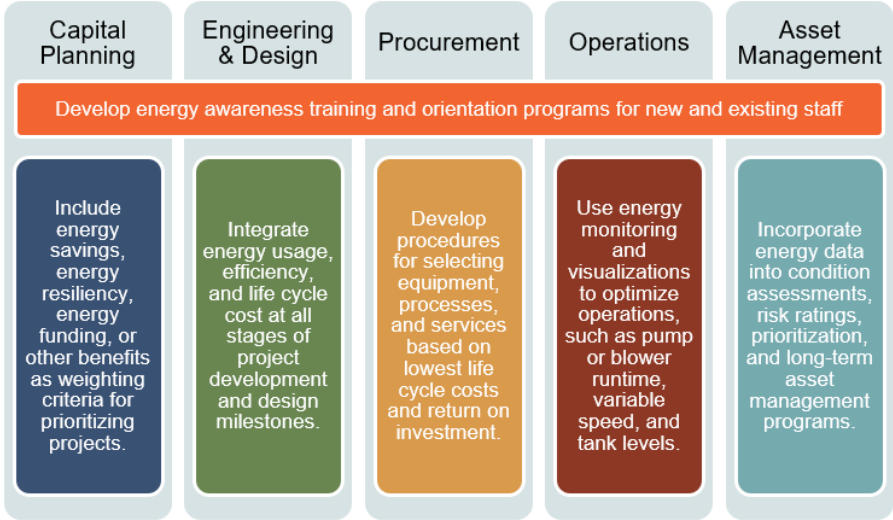 Capital
Planning
Engineering
& Design
Procurement
Operations
Asset
Management
Develop energy awareness training and orientation programs for new and existing staff
Include
energy
savings,
energy
resiliency,
energy
funding, or
other benefits
as weighting
criteria for
prioritizing
projects.
Integrate
energy usage,
efficiency,
and life cycle
cost at all
stages of
project
development
and design
milestones.
Develop
procedures
for selecting
equipment,
processes,
and services
based on
lowest life
cycle costs
and return on
investment.
Use energy
monitoring
and
visualizations
to optimize
operations,
such as pump
or blower
runtime,
variable
speed, and
tank levels.
Incorporate
energy data
into condition
assessments,
risk ratings,
prioritization,
and long-term
asset
management
programs.